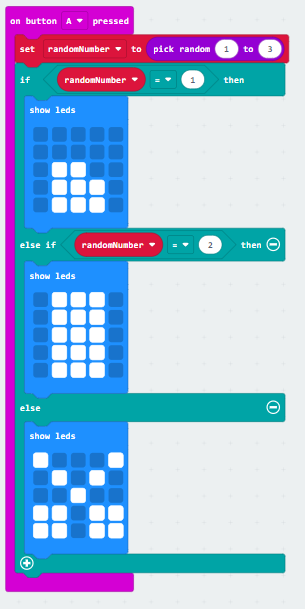 on button A pressed
set randomNumber to pick random 1 to 3
if randomNumber = 1 then
show leds
else if randomNumber = 2 then
show leds
else
show leds